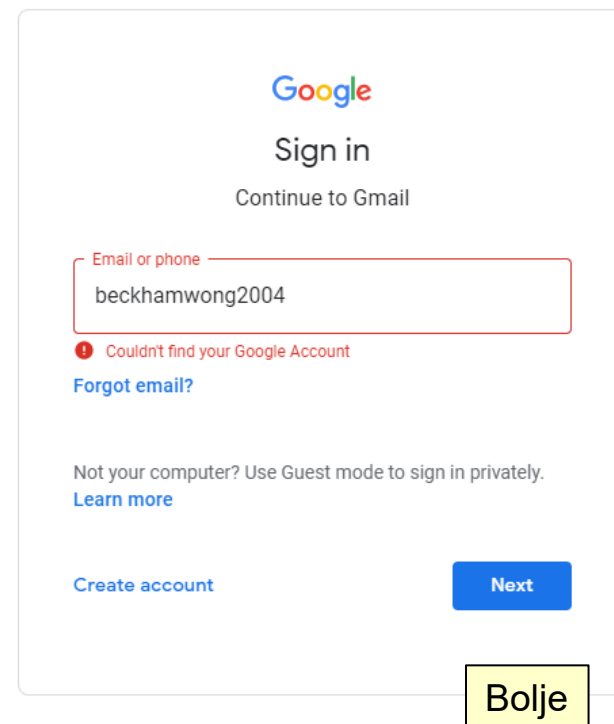 Google
Sign in
Continue to Gmail
Email or phone
beckhamwong2004
Couldn't find your Google Account
Forgot email?
Not your computer? Use Guest mode to sign in privately.
Learn more
Create account
Next
Bolje